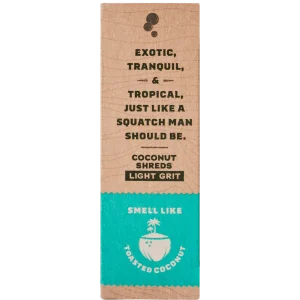 EXOTIC,
TRANQUIL,
&
TROPICAL,
JUST LIKE A
SQUATCH MAN
SHOULD BE.
COCONUT
SHREDS
LIGHT GRIT
SMELL LIKE
TOASTED COCONUT